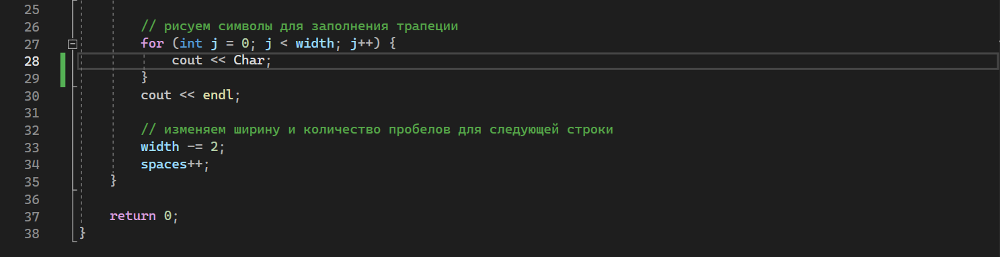 25
26 // рисуем символы для заполнения трапеции
27 for (int j = 0; j < width; j++) {
28 cout << Char;
29 }
30 cout << endl;
31
32 // изменяем ширину и количество пробелов для следующей строки
33 width -= 2;
34 spaces++;
35 }
36
37 return 0;
38 }